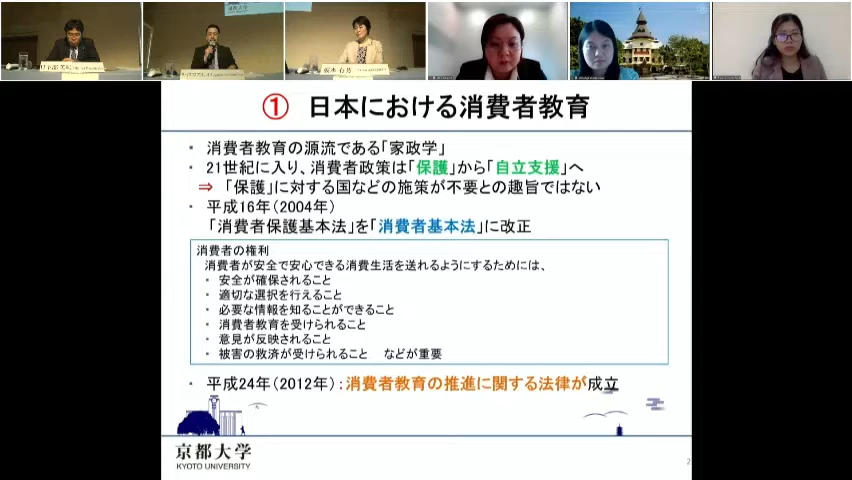 京都大学
① 日本における消費者教育
・ 消費者教育の源流である「家政学」
・ 21世紀に入り、消費者政策は「保護」から「自立支援」へ
⇒ 「保護」に対する国などの施策が不要との趣旨ではない
・ 平成16年（2004年）
「消費者保護基本法」を「消費者基本法」に改正
消費者の権利
消費者が安全で安心できる消費生活を送れるようにするためには、
・ 安全が確保されること
・ 適切な選択を行えること
・ 必要な情報を知ることができること
・ 消費者教育を受けられること
・ 意見が反映されること
・ 被害の救済が受けられること などが重要
・ 平成24年（2012年）：消費者教育の推進に関する法律が成立
京都大学
KYOTO UNIVERSITY
2